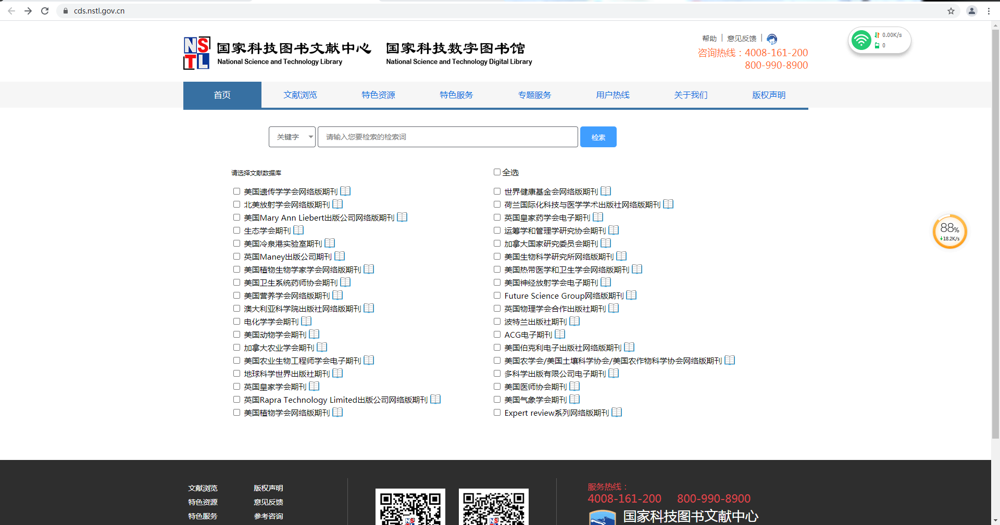 cds.nstl.gov.cn
NSTL
国家科技图书文献中心 国家科技数字图书馆
National Science and Technology Library National Science and Technology Digital Library
帮助 | 意见反馈 |
咨询热线：4008-161-200
800-990-8900
0.00K/s
0
首页 文献浏览 特色资源 特色服务 专题服务 用户热线 关于我们 版权声明
关键字 请输入您要检索的检索词 检索
请选择文献数据库 全选
美国遗传学学会网络版期刊 世界健康基金会网络版期刊
北美放射学会网络版期刊 荷兰国际化科技与医学学术出版社网络版期刊
美国Mary Ann Liebert出版公司网络版期刊 英国皇家药学会电子期刊
生态学会期刊 运筹学和管理学研究协会期刊
美国冷泉港实验室期刊 加拿大国家研究委员会期刊
英国Maney出版公司期刊 美国生物科学研究所网络版期刊
美国植物生物学家学会网络版期刊 美国热带医学和卫生学会网络版期刊
美国卫生系统药师协会期刊 美国神经放射学会电子期刊
美国营养学会网络版期刊 Future Science Group网络版期刊
澳大利亚科学院出版社网络版期刊 英国物理学会合作出版社期刊
电化学学会期刊 波特兰出版社期刊
美国动物学会期刊 ACG电子期刊
加拿大农业学会期刊 美国伯克利电子出版社网络版期刊
美国农业生物工程师学会电子期刊 美国农学会/美国土壤科学协会/美国农作物科学协会网络版期刊
地球科学世界出版社期刊 多科学出版有限公司电子期刊
英国皇家学会期刊 美国医师协会期刊
英国Rapra Technology Limited出版公司网络版期刊 美国气象学会期刊
美国植物学会网络版期刊 Expert review系列网络版期刊
88%
18.2K/s
文献浏览 版权声明
特色资源 意见反馈
特色服务 参考咨询
NS
NS
服务热线：
4008-161-200 800-990-8900
国家科技图书文献中心